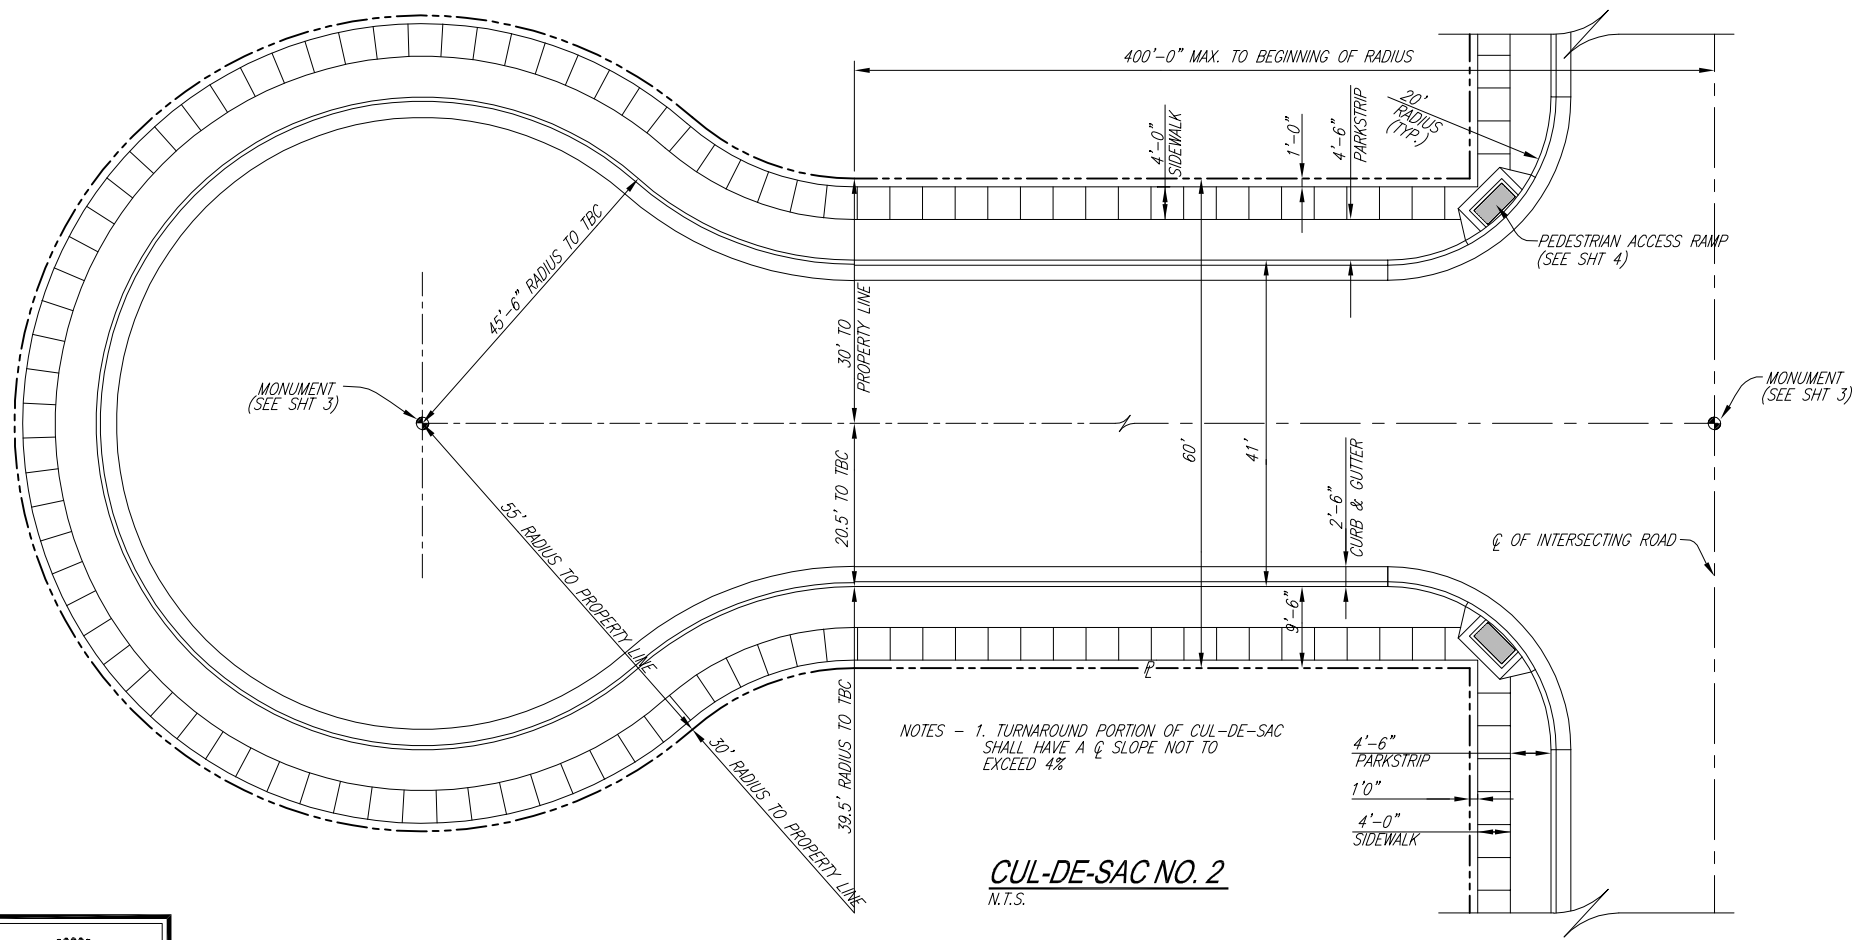 400'-0" MAX. TO BEGINNING OF RADIUS
20'
RADIUS
(TYP.)
4'-0"
SIDEWALK
1'-0"
4'-6"
PARKSTRIP
45'-6" RADIUS TO TBC
PEDESTRIAN ACCESS RAMP
(SEE SHT 4)
30' TO
PROPERTY LINE
MONUMENT
(SEE SHT 3)
MONUMENT
(SEE SHT 3)
60'
41'
20.5' TO TBC
2'-6"
CURB & GUTTER
55' RADIUS TO PROPERTY LINE
℄ OF INTERSECTING ROAD
9'-6"
PL
39.5' RADIUS TO TBC
30' RADIUS TO PROPERTY LINE
NOTES - 1. TURNAROUND PORTION OF CUL-DE-SAC
SHALL HAVE A ℄ SLOPE NOT TO
EXCEED 4%
4'-6"
PARKSTRIP
1'0"
4'-0"
SIDEWALK
CUL-DE-SAC NO. 2
N.T.S.